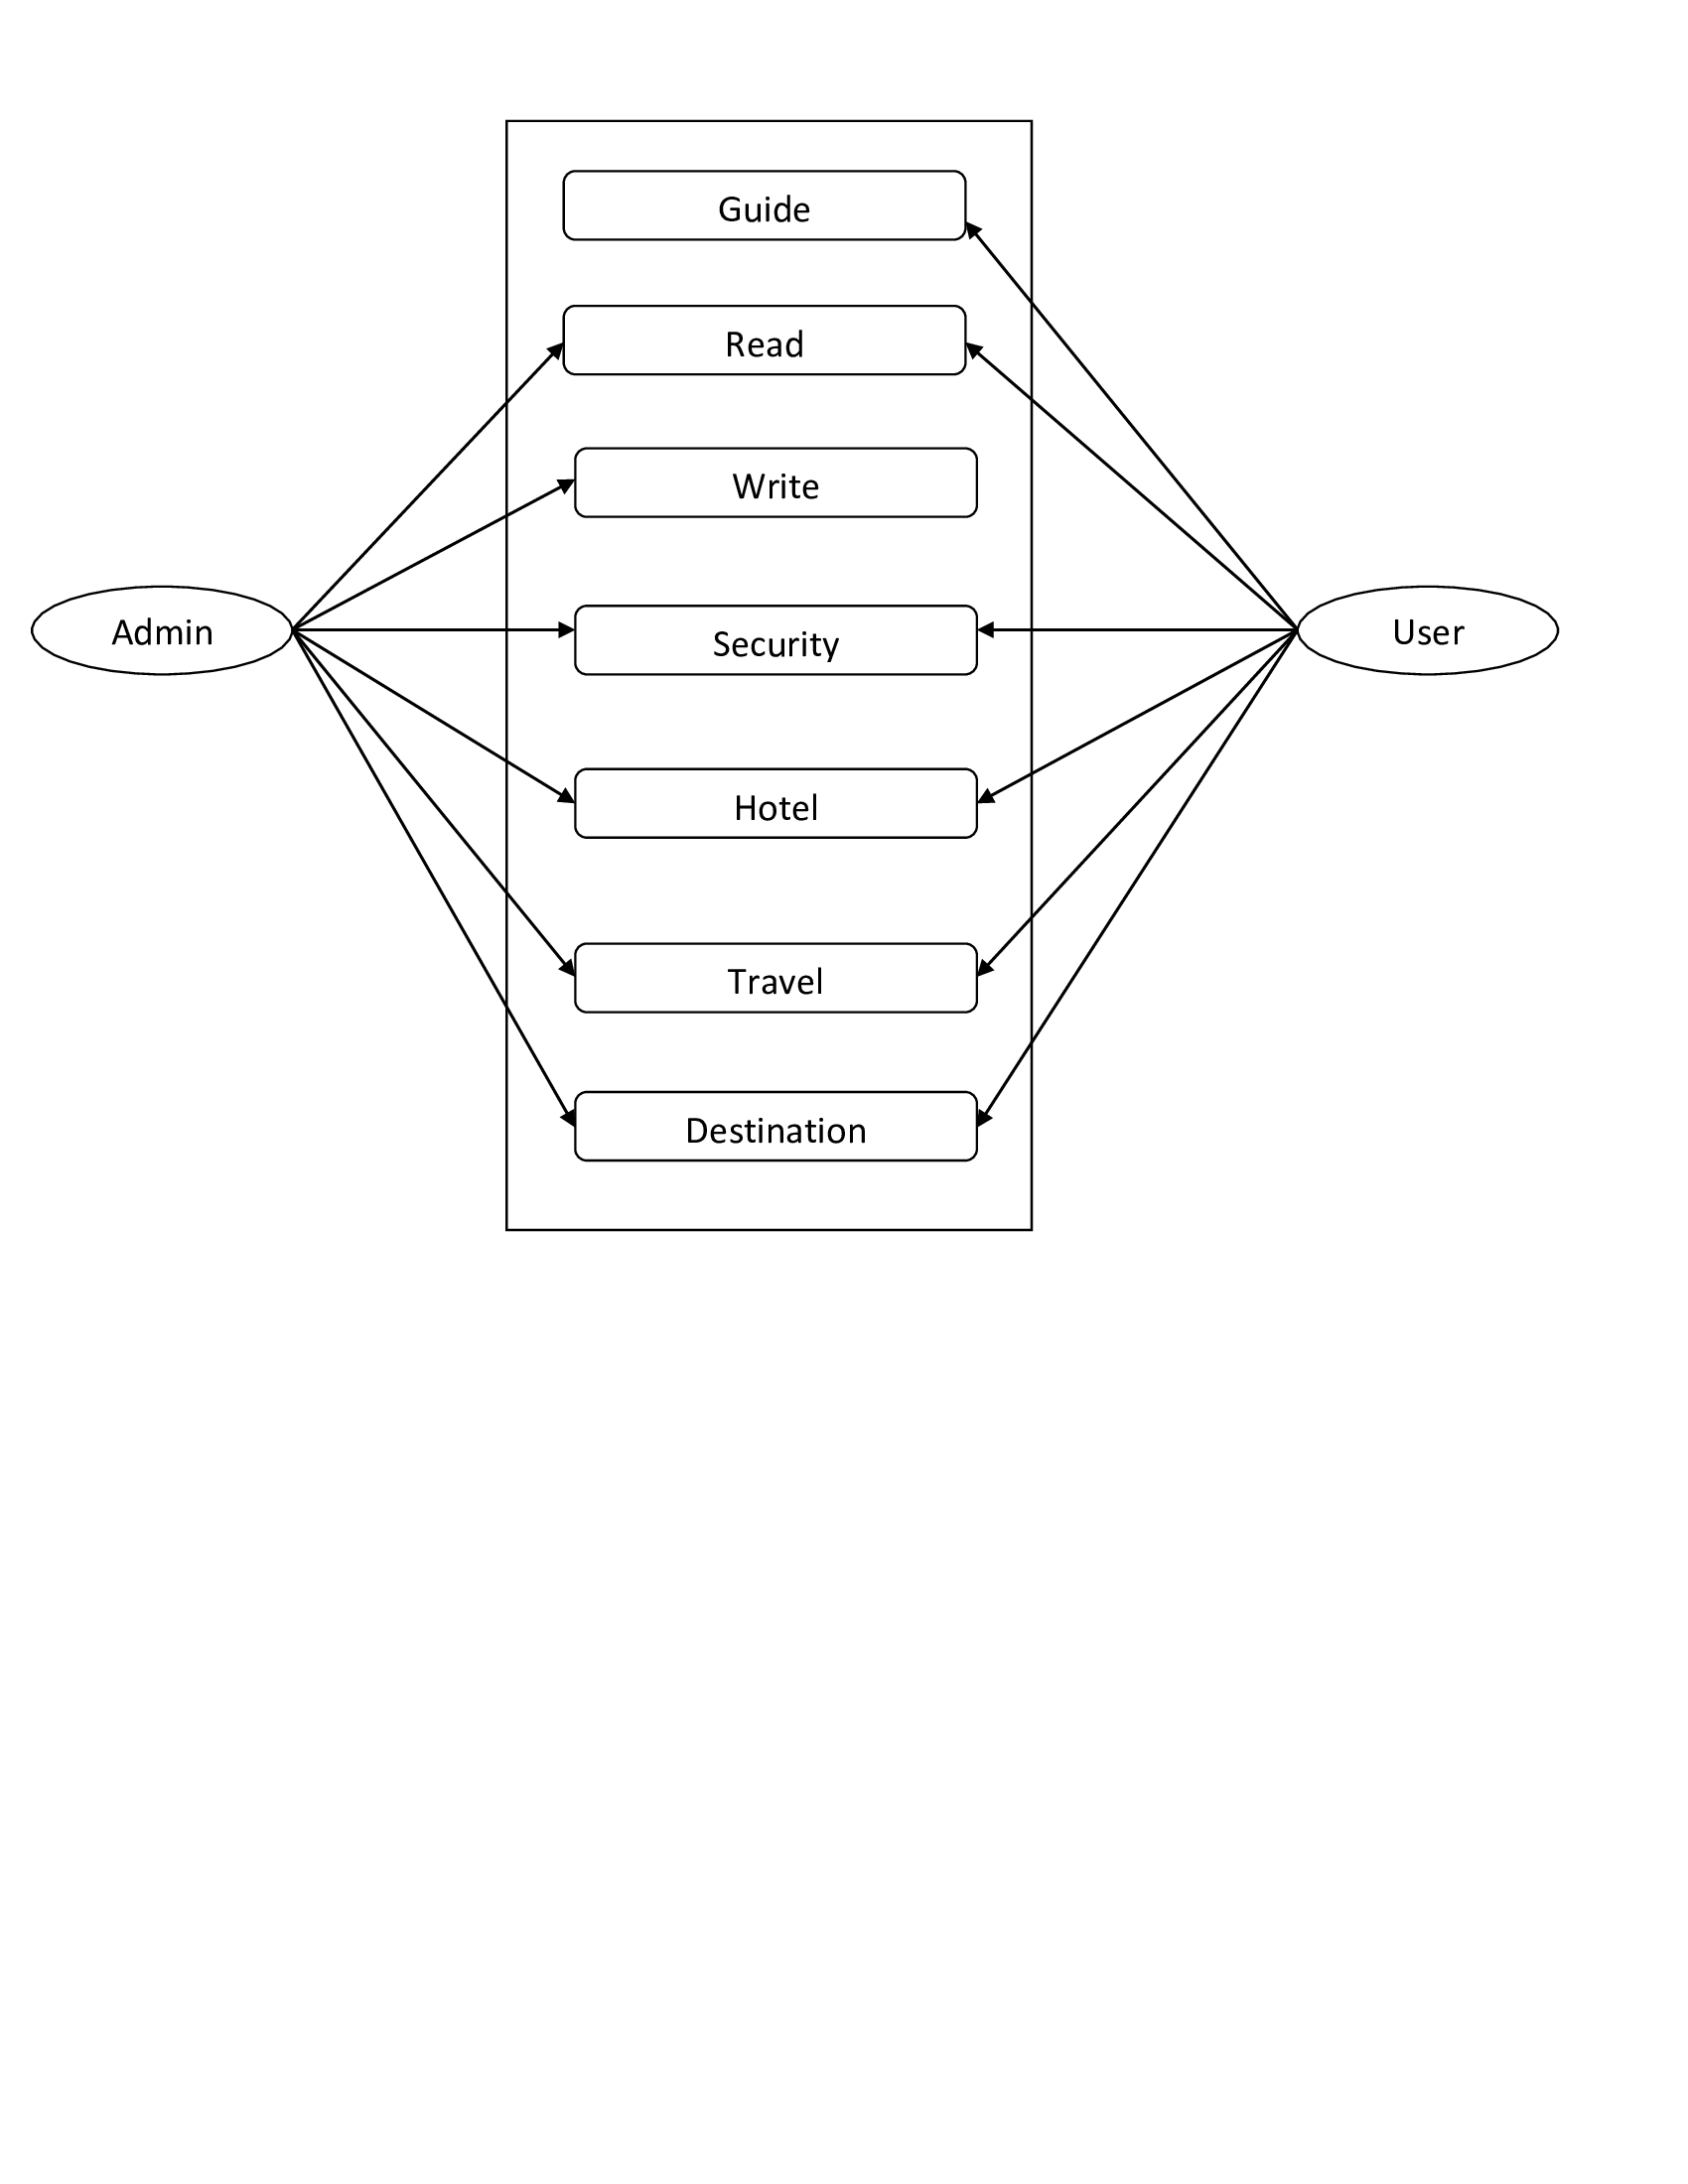 Guide
Read
Write
Admin
Security
User
Hotel
Travel
Destination